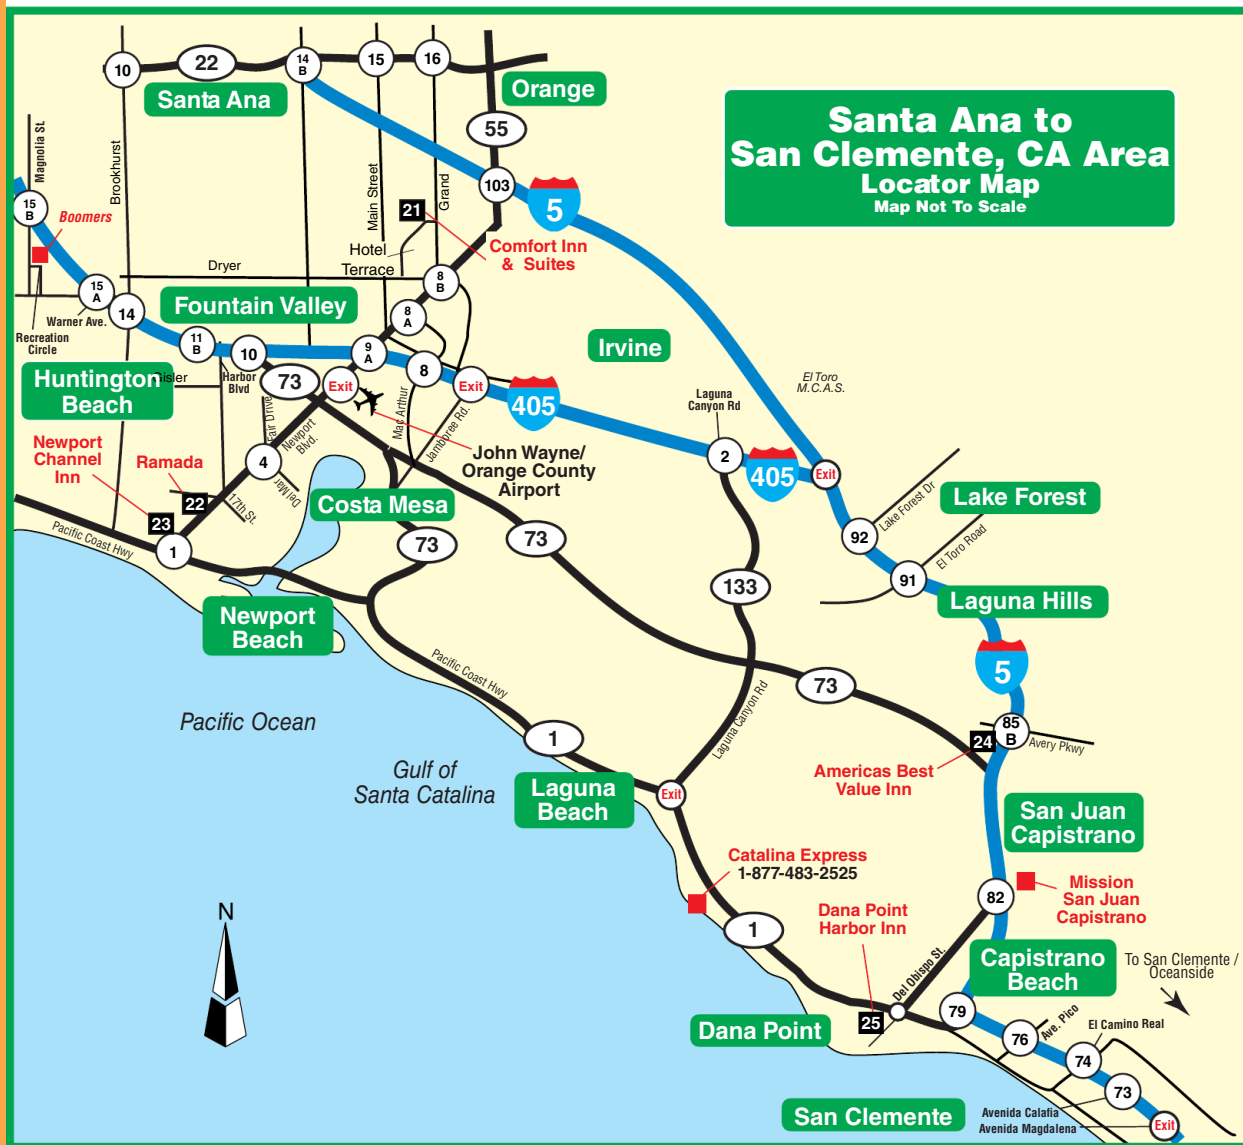 Santa Ana to
San Clemente, CA Area
Locator Map
Map Not To Scale
10
22
14
B
15
16
Santa Ana
Orange
55
103
5
Magnolia St.
Brookhurst
Main Street
Grand
15
B
Boomers
21
Hotel
Terrace
Comfort Inn
& Suites
Dryer
8
B
15
A
Warner Ave.
14
Fountain Valley
8
A
Recreation
Circle
11
B
10
9
A
8
Irvine
Huntington
Beach
Gisler
Harbor
Blvd
73
Exit
Exit
405
El Toro
M.C.A.S.
Laguna
Canyon Rd
Fair Drive
Newport
Blvd.
Mac Arthur
Jamboree Rd.
John Wayne/
Orange County
Airport
2
405
Exit
Newport
Channel
Inn
Ramada
4
Del Mar
22
17th St.
23
Costa Mesa
Lake Forest Dr
Lake Forest
Pacific Coast Hwy
1
73
73
92
El Toro Road
91
133
Laguna Hills
Newport
Beach
5
Pacific Coast Hwy
73
Laguna Canyon Rd
Pacific Ocean
1
85
B
24
Avery Pkwy
Gulf of
Santa Catalina
Americas Best
Value Inn
Laguna
Beach
Exit
San Juan
Capistrano
Catalina Express
1-877-483-2525
82
Mission
San Juan
Capistrano
Dana Point
Harbor Inn
1
N
Del Obispo St.
Capistrano
Beach
To San Clemente /
Oceanside
25
79
Dana Point
76
Ave. Pico
El Camino Real
74
73
San Clemente
Avenida Calafia
Avenida Magdalena
Exit